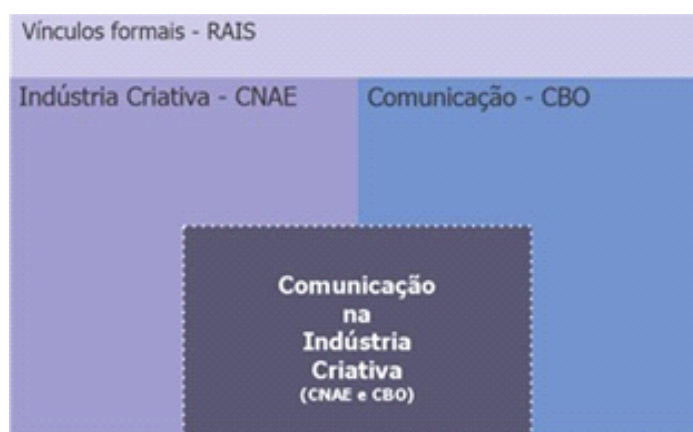 Vínculos formais - RAIS
Indústria Criativa - CNAE
Comunicação - CBO
Comunicação
na
Indústria
Criativa
(CNAE e CBO)